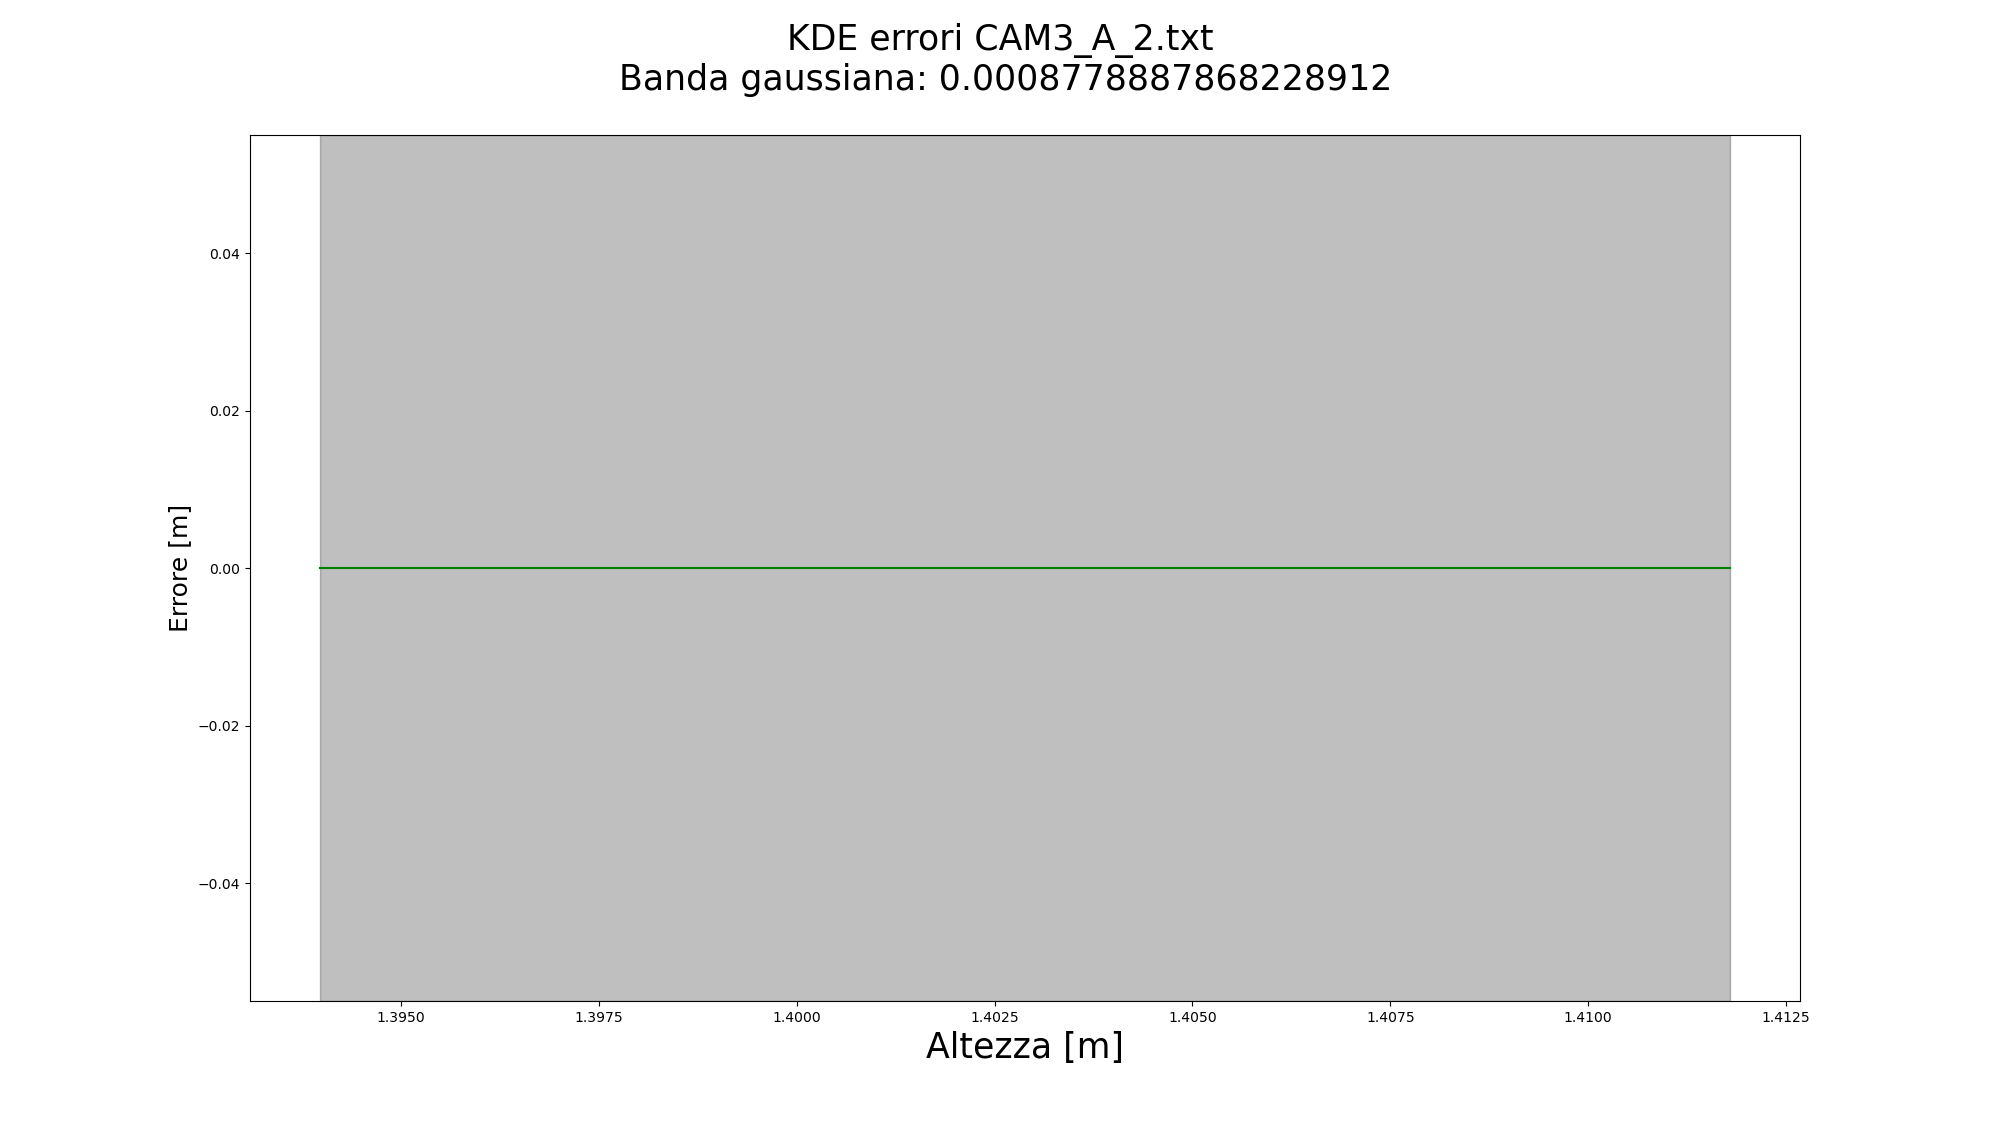 KDE errori CAM3_A_2.txt
Banda gaussiana: 0.0008778887868228912
0.04
0.02
0.00
−0.02
−0.04
Errore [m]
1.3950 1.3975 1.4000 1.4025 1.4050 1.4075 1.4100 1.4125
Altezza [m]